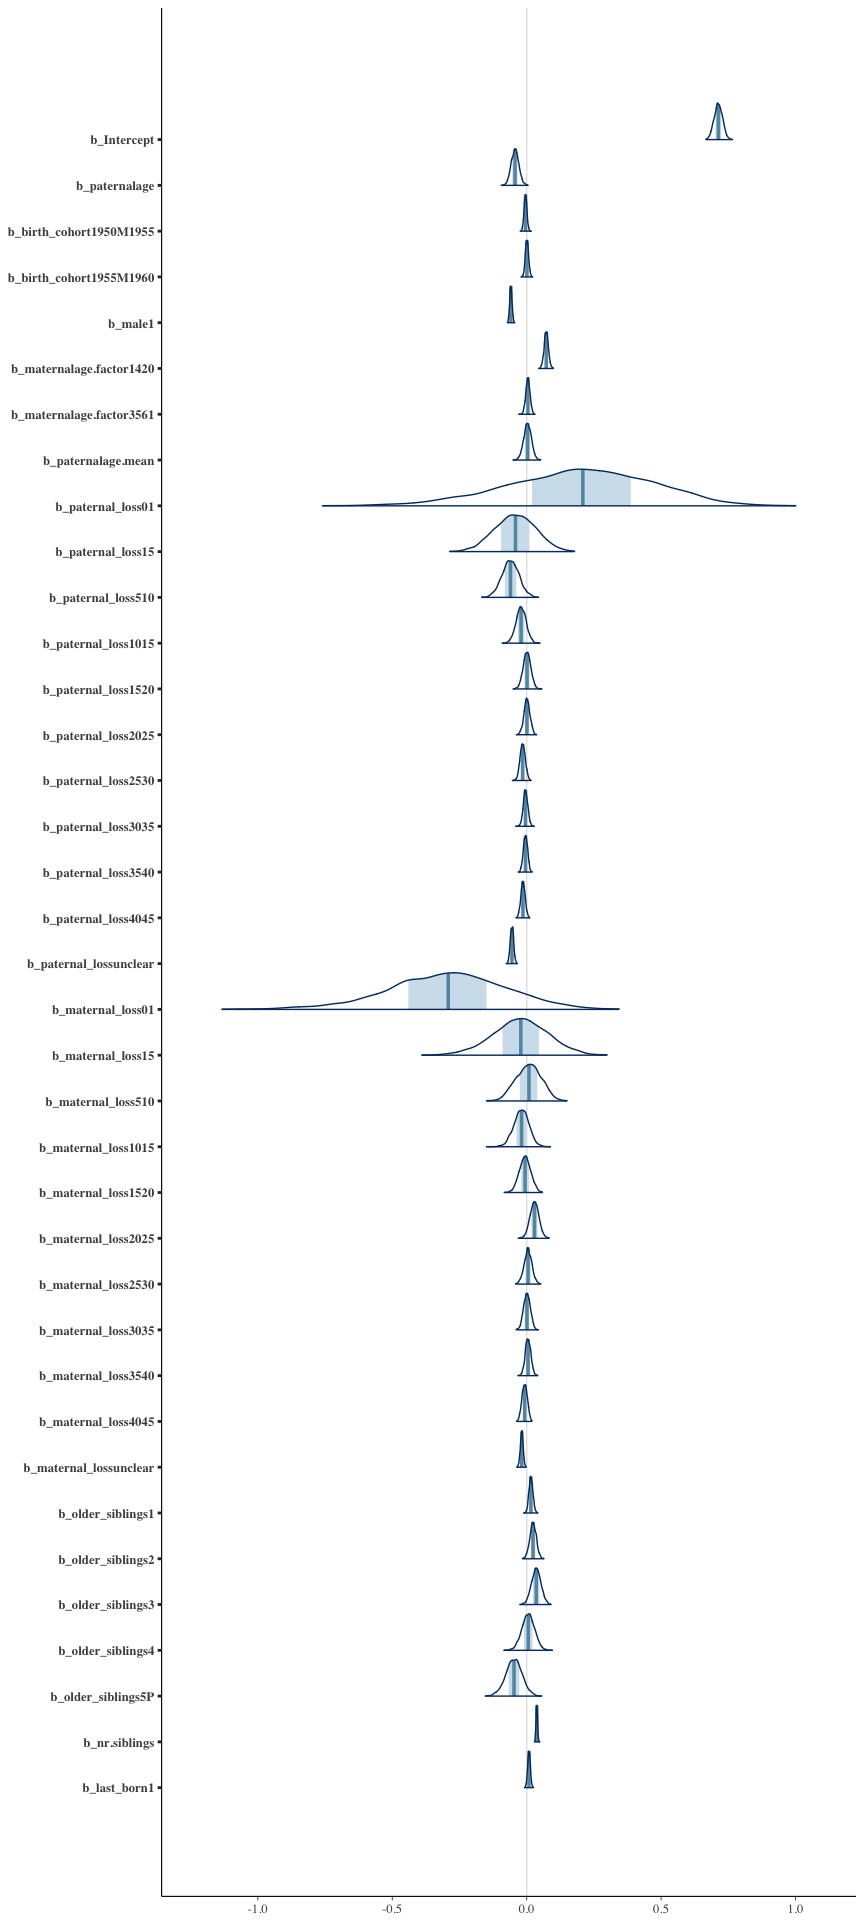 b_Intercept
b_paternalage
b_birth_cohort1950M1955
b_birth_cohort1955M1960
b_male1
b_maternalage.factor1420
b_maternalage.factor3561
b_paternalage.mean
b_paternal_loss01
b_paternal_loss15
b_paternal_loss510
b_paternal_loss1015
b_paternal_loss1520
b_paternal_loss2025
b_paternal_loss2530
b_paternal_loss3035
b_paternal_loss3540
b_paternal_loss4045
b_paternal_lossunclear
b_maternal_loss01
b_maternal_loss15
b_maternal_loss510
b_maternal_loss1015
b_maternal_loss1520
b_maternal_loss2025
b_maternal_loss2530
b_maternal_loss3035
b_maternal_loss3540
b_maternal_loss4045
b_maternal_lossunclear
b_older_siblings1
b_older_siblings2
b_older_siblings3
b_older_siblings4
b_older_siblings5P
b_nr.siblings
b_last_born1
-1.0 -0.5 0.0 0.5 1.0